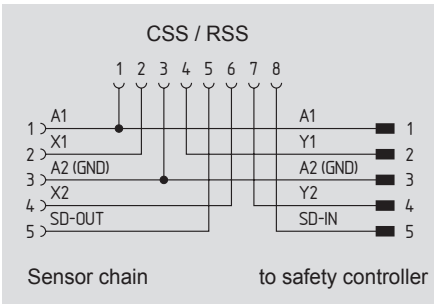 CSS / RSS
1 2 3 4 5 6 7 8
A1 A1
1 1
X1 Y1
2 2
A2 (GND) A2 (GND)
3 3
X2 Y2
4 4
SD-OUT SD-IN
5 5
Sensor chain to safety controller